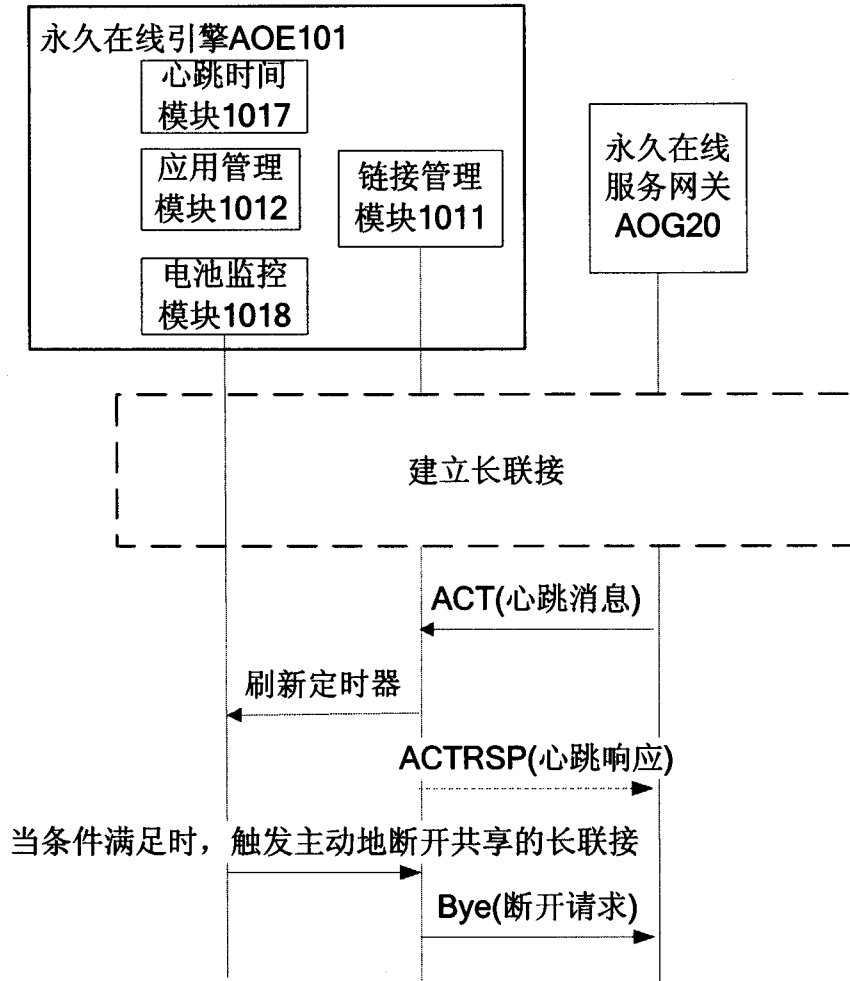 永久在线引擎AOE101
心跳时间
模块1017
应用管理
模块1012
电池监控
模块1018
链接管理
模块1011
永久在线
服务网关
AOG20
建立长联接
ACT(心跳消息)
刷新定时器
ACTRSP(心跳响应)
当条件满足时，触发主动地断开共享的长联接
Bye(断开请求)